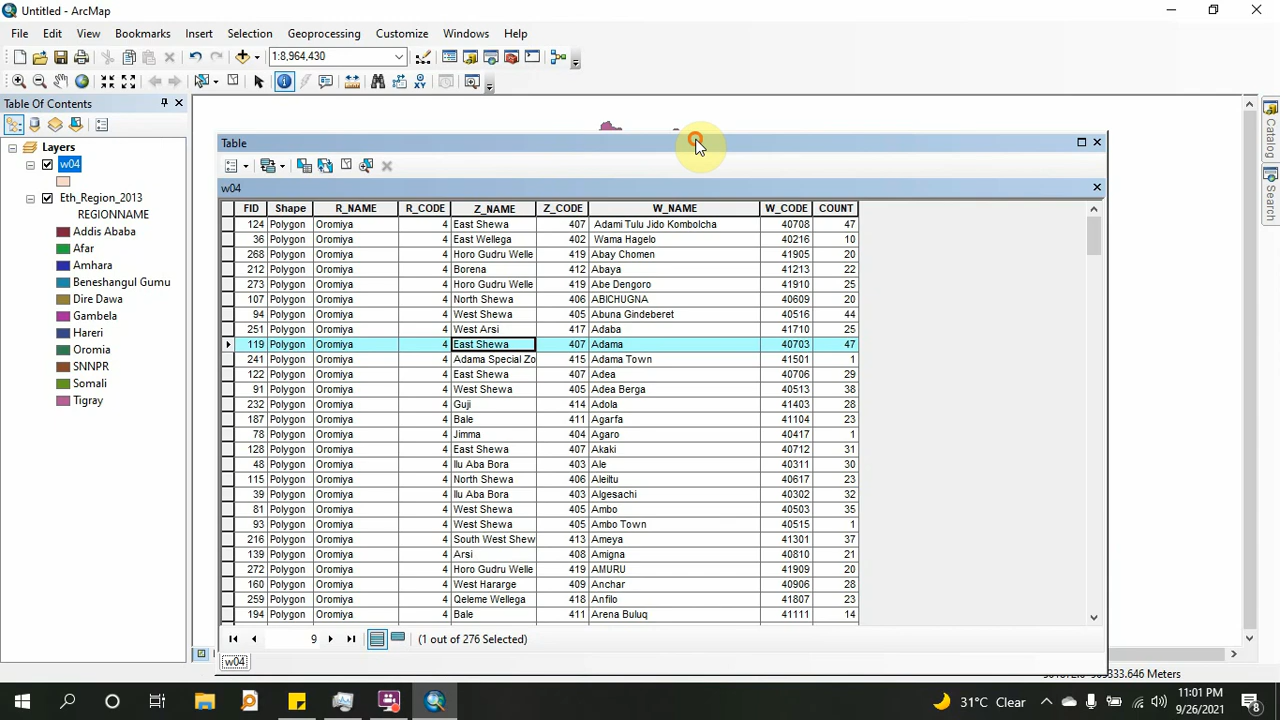 Untitled - ArcMap
File Edit View Bookmarks Insert Selection Geoprocessing Customize Windows Help
1:8,964,430
Table Of Contents
Layers
w04
Eth_Region_2013
REGIONNAME
Addis Ababa
Afar
Amhara
Beneshangul Gumu
Dire Dawa
Gambela
Hareri
Oromia
SNNPR
Somali
Tigray
Table
w04
FID Shape R_NAME R_CODE Z_NAME Z_CODE W_NAME W_CODE COUNT
124 Polygon Oromiya 4 East Shewa 407 Adami Tulu Jido Kombolcha 40708 47
36 Polygon Oromiya 4 East Wellega 402 Wama Hagelo 40216 10
268 Polygon Oromiya 4 Horo Gudru Welle 419 Abay Chomen 41905 20
212 Polygon Oromiya 4 Borena 412 Abaya 41213 22
273 Polygon Oromiya 4 Horo Gudru Welle 419 Abe Dengoro 41910 25
107 Polygon Oromiya 4 North Shewa 406 ABICHUGNA 40609 20
94 Polygon Oromiya 4 West Shewa 405 Abuna Gindeberet 40516 44
251 Polygon Oromiya 4 West Arsi 417 Adaba 41710 25
119 Polygon Oromiya 4 East Shewa 407 Adama 40703 47
241 Polygon Oromiya 4 Adama Special Zo 415 Adama Town 41501 1
122 Polygon Oromiya 4 East Shewa 407 Adea 40706 29
91 Polygon Oromiya 4 West Shewa 405 Adea Berga 40513 38
232 Polygon Oromiya 4 Guji 414 Adola 41403 28
187 Polygon Oromiya 4 Bale 411 Agarfa 41104 23
78 Polygon Oromiya 4 Jimma 404 Agaro 40417 1
128 Polygon Oromiya 4 East Shewa 407 Akaki 40712 31
48 Polygon Oromiya 4 Ilu Aba Bora 403 Ale 40311 30
115 Polygon Oromiya 4 North Shewa 406 Aleiltu 40617 23
39 Polygon Oromiya 4 Ilu Aba Bora 403 Algesachi 40302 32
81 Polygon Oromiya 4 West Shewa 405 Ambo 40503 35
93 Polygon Oromiya 4 West Shewa 405 Ambo Town 40515 1
216 Polygon Oromiya 4 South West Shew 413 Ameya 41301 37
139 Polygon Oromiya 4 Arsi 408 Amigna 40810 21
272 Polygon Oromiya 4 Horo Gudru Welle 419 AMURU 41909 20
160 Polygon Oromiya 4 West Hararge 409 Anchar 40906 28
259 Polygon Oromiya 4 Qeleme Wellega 418 Anfilo 41807 23
194 Polygon Oromiya 4 Bale 411 Arena Buluq 41111 14
9 (1 out of 276 Selected)
w04
Meters
Catalog
Search
31°C Clear
11:01 PM
9/26/2021
8